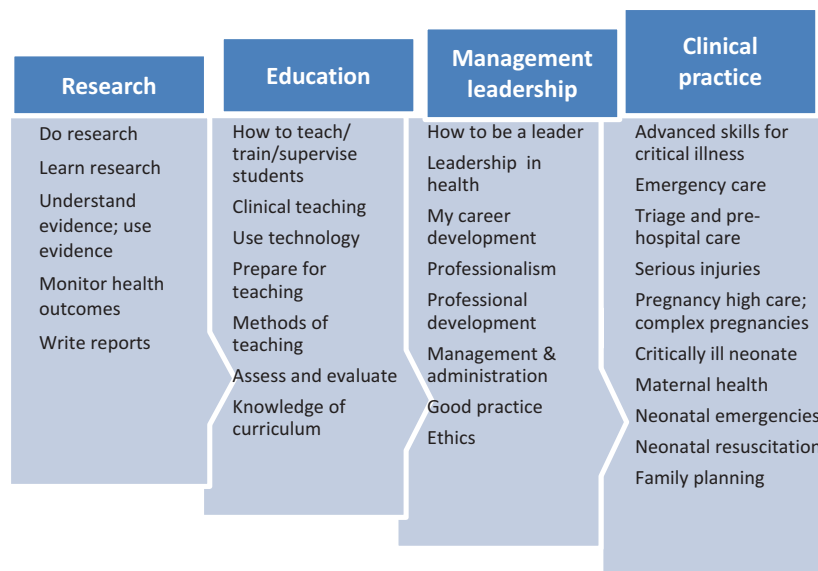 Research
Do research
Learn research
Understand
evidence; use
evidence
Monitor health
outcomes
Write reports
Education
How to teach/
train/supervise
students
Clinical teaching
Use technology
Prepare for
teaching
Methods of
teaching
Assess and evaluate
Knowledge of
curriculum
Management
leadership
How to be a leader
Leadership in
health
My career
development
Professionalism
Professional
development
Management &
administration
Good practice
Ethics
Clinical
practice
Advanced skills for
critical illness
Emergency care
Triage and pre-
hospital care
Serious injuries
Pregnancy high care;
complex pregnancies
Critically ill neonate
Maternal health
Neonatal emergencies
Neonatal resuscitation
Family planning